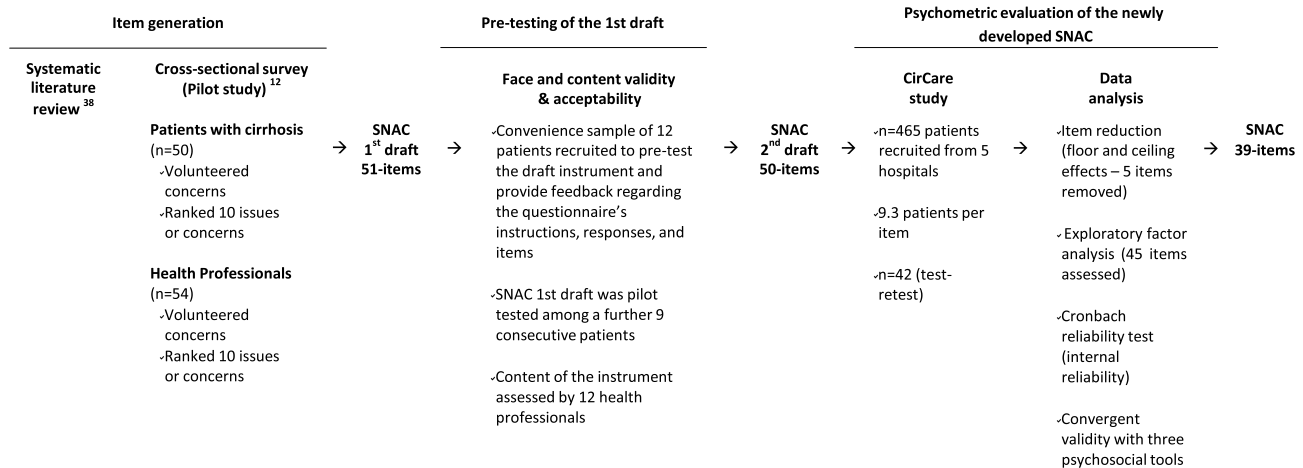 Item generation
Systematic
literature
review 38
Cross-sectional survey
(Pilot study) 12
Patients with cirrhosis
(n=50)
✓Volunteered
concerns
✓Ranked 10 issues
or concerns
Health Professionals
(n=54)
✓Volunteered
concerns
✓Ranked 10 issues
or concerns
→
SNAC
1st draft
51-items
→
Pre-testing of the 1st draft
Face and content validity
& acceptability
✓Convenience sample of 12
patients recruited to pre-test
the draft instrument and
provide feedback regarding
the questionnaire's
instructions, responses, and
items
✓SNAC 1st draft was pilot
tested among a further 9
consecutive patients
✓Content of the instrument
assessed by 12 health
professionals
→
SNAC
2nd draft
50-items
→
Psychometric evaluation of the newly
developed SNAC
CirCare
study
✓n=465 patients
recruited from 5
hospitals
✓9.3 patients per
item
✓n=42 (test-
retest)
→
Data
analysis
✓Item reduction
(floor and ceiling
effects – 5 items
removed)
✓Exploratory factor
analysis (45 items
assessed)
✓Cronbach
reliability test
(internal
reliability)
✓Convergent
validity with three
psychosocial tools
→
SNAC
39-items